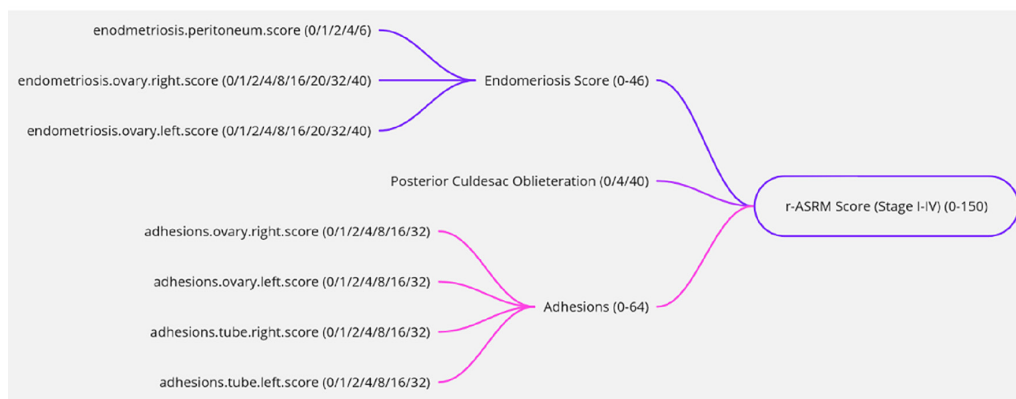 enodmetriosis.peritoneum.score (0/1/2/4/6)
endometriosis.ovary.right.score (0/1/2/4/8/16/20/32/40)
endometriosis.ovary.left.score (0/1/2/4/8/16/20/32/40)
Endomeriosis Score (0-46)
Posterior Culdesac Oblieteration (0/4/40)
adhesions.ovary.right.score (0/1/2/4/8/16/32)
adhesions.ovary.left.score (0/1/2/4/8/16/32)
adhesions.tube.right.score (0/1/2/4/8/16/32)
adhesions.tube.left.score (0/1/2/4/8/16/32)
Adhesions (0-64)
r-ASRM Score (Stage I-IV) (0-150)